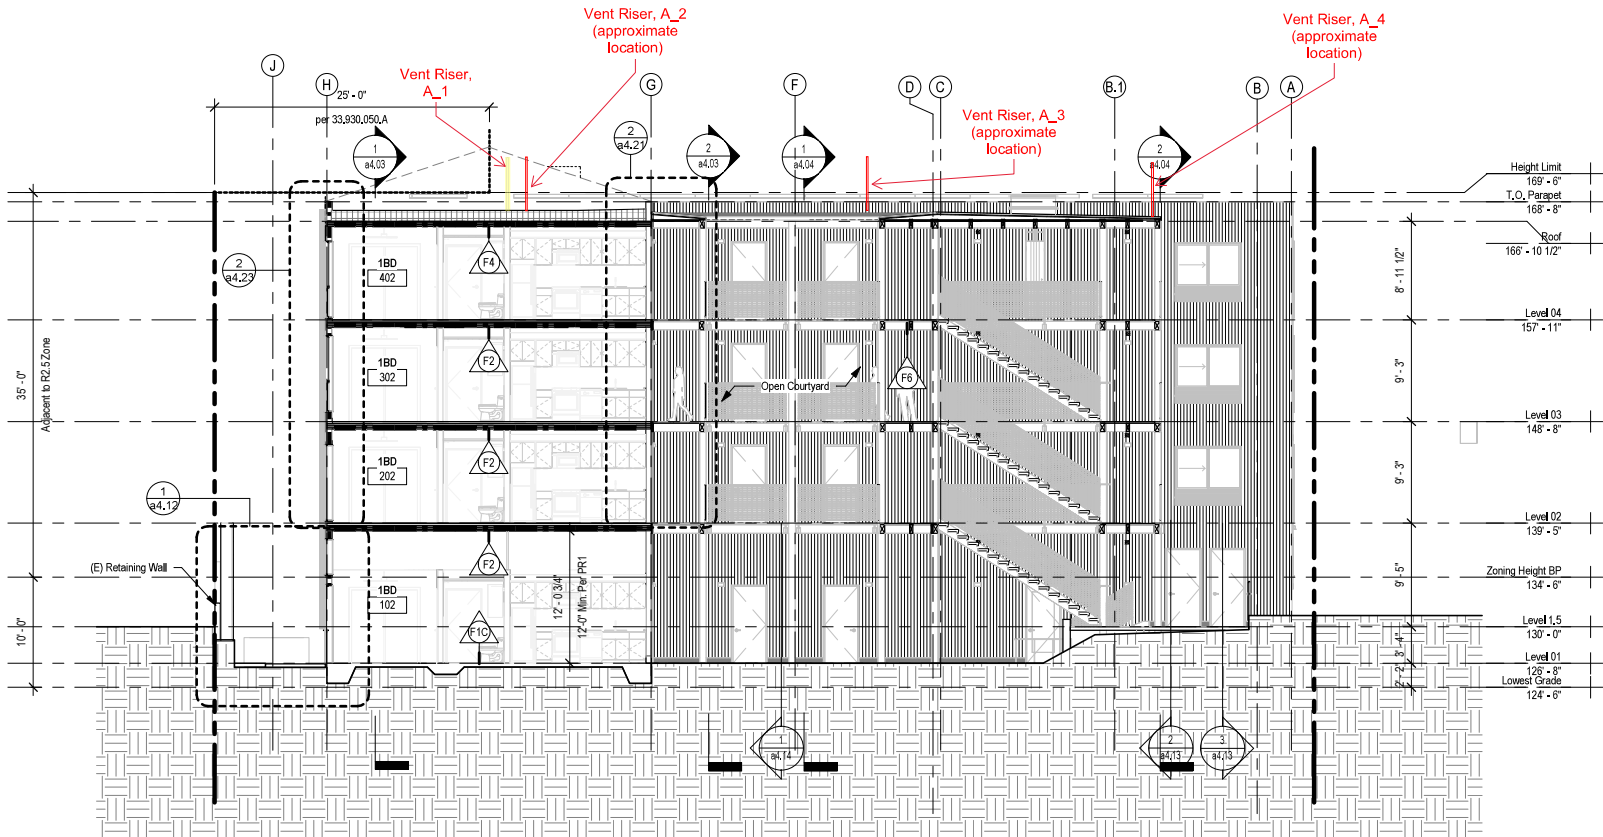 Vent Riser, A_2
(approximate
location)
Vent Riser, A_4
(approximate
location)
Vent Riser,
A_1
Vent Riser, A_3
(approximate
location)
J
H
G
F
D
C
B.1
B
A
25' - 0"
per 33.930.050.A
1
a4.03
2
a4.21
2
a4.03
1
a4.04
2
a4.04
Height Limit
169' - 6"
T.O. Parapet
168' - 8"
Roof
166' - 10 1/2"
8' - 11 1/2"
2
a4.23
1BD
402
F4
Level 04
157' - 11"
35' - 0"
Adjacent to R2.5 Zone
1BD
302
F2
Open Courtyard
F6
9' - 3"
Level 03
148' - 8"
1BD
202
F2
9' - 3"
1
a4.12
Level 02
139' - 5"
(E) Retaining Wall
F2
1BD
102
F1C
12' - 0 3/4"
12'-0" Min. Per PR1
9' - 5"
Zoning Height BP
134' - 6"
10' - 0"
Level 1.5
130' - 0"
3' - 4"
Level 01
126' - 8"
2' - 2"
Lowest Grade
124' - 6"
1
a4.14
2
a4.13
3
a4.13